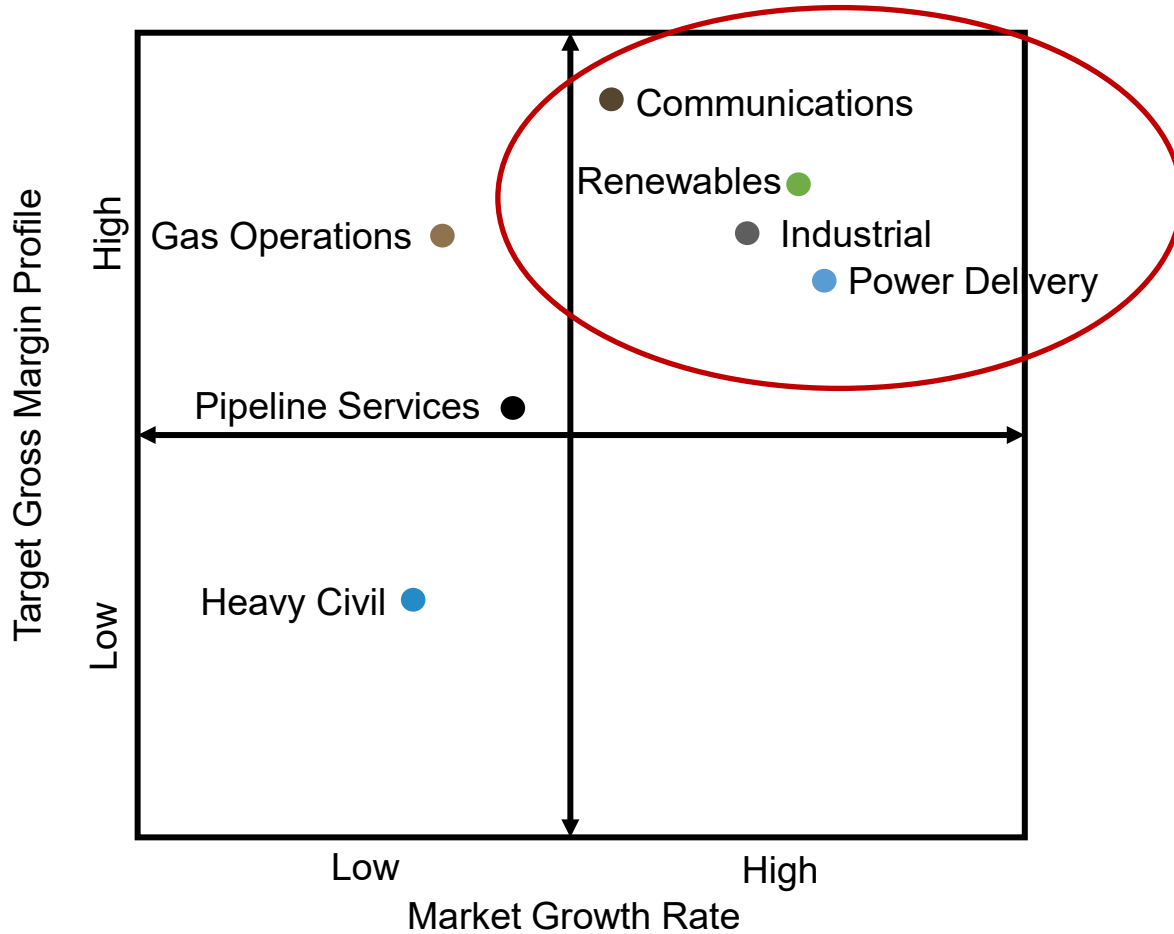 Communications
Renewables
Gas Operations
Industrial
Power Delivery
Pipeline Services
Heavy Civil
Target Gross Margin Profile
High
Low
Low
High
Market Growth Rate